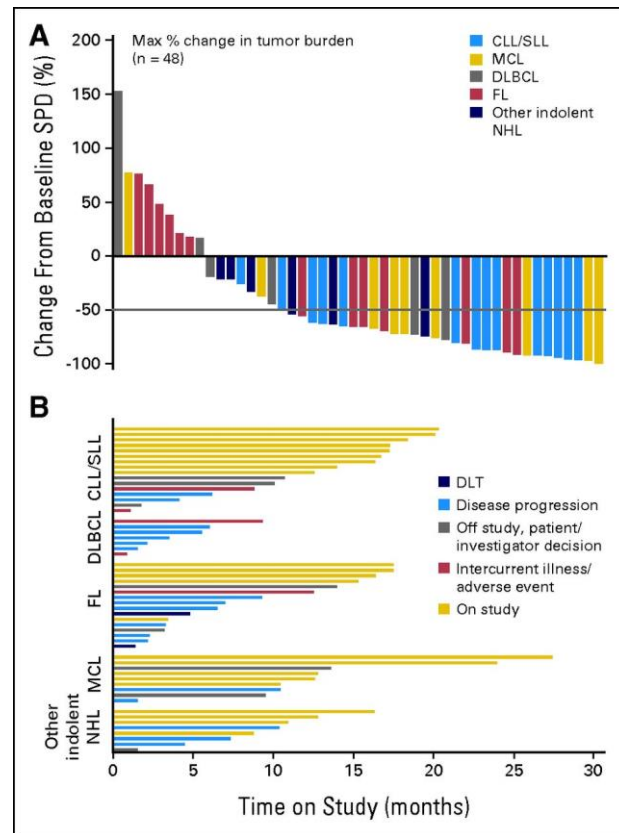 A
Max % change in tumor burden
(n = 48)
CLL/SLL
MCL
DLBCL
FL
Other indolent
NHL
Change From Baseline SPD (%)
200
150
100
50
0
-50
-100
B
CLL/SLL
DLBCL
FL
MCL
Other
indolent
NHL
DLT
Disease progression
Off study, patient/
investigator decision
Intercurrent illness/
adverse event
On study
0 5 10 15 20 25 30
Time on Study (months)